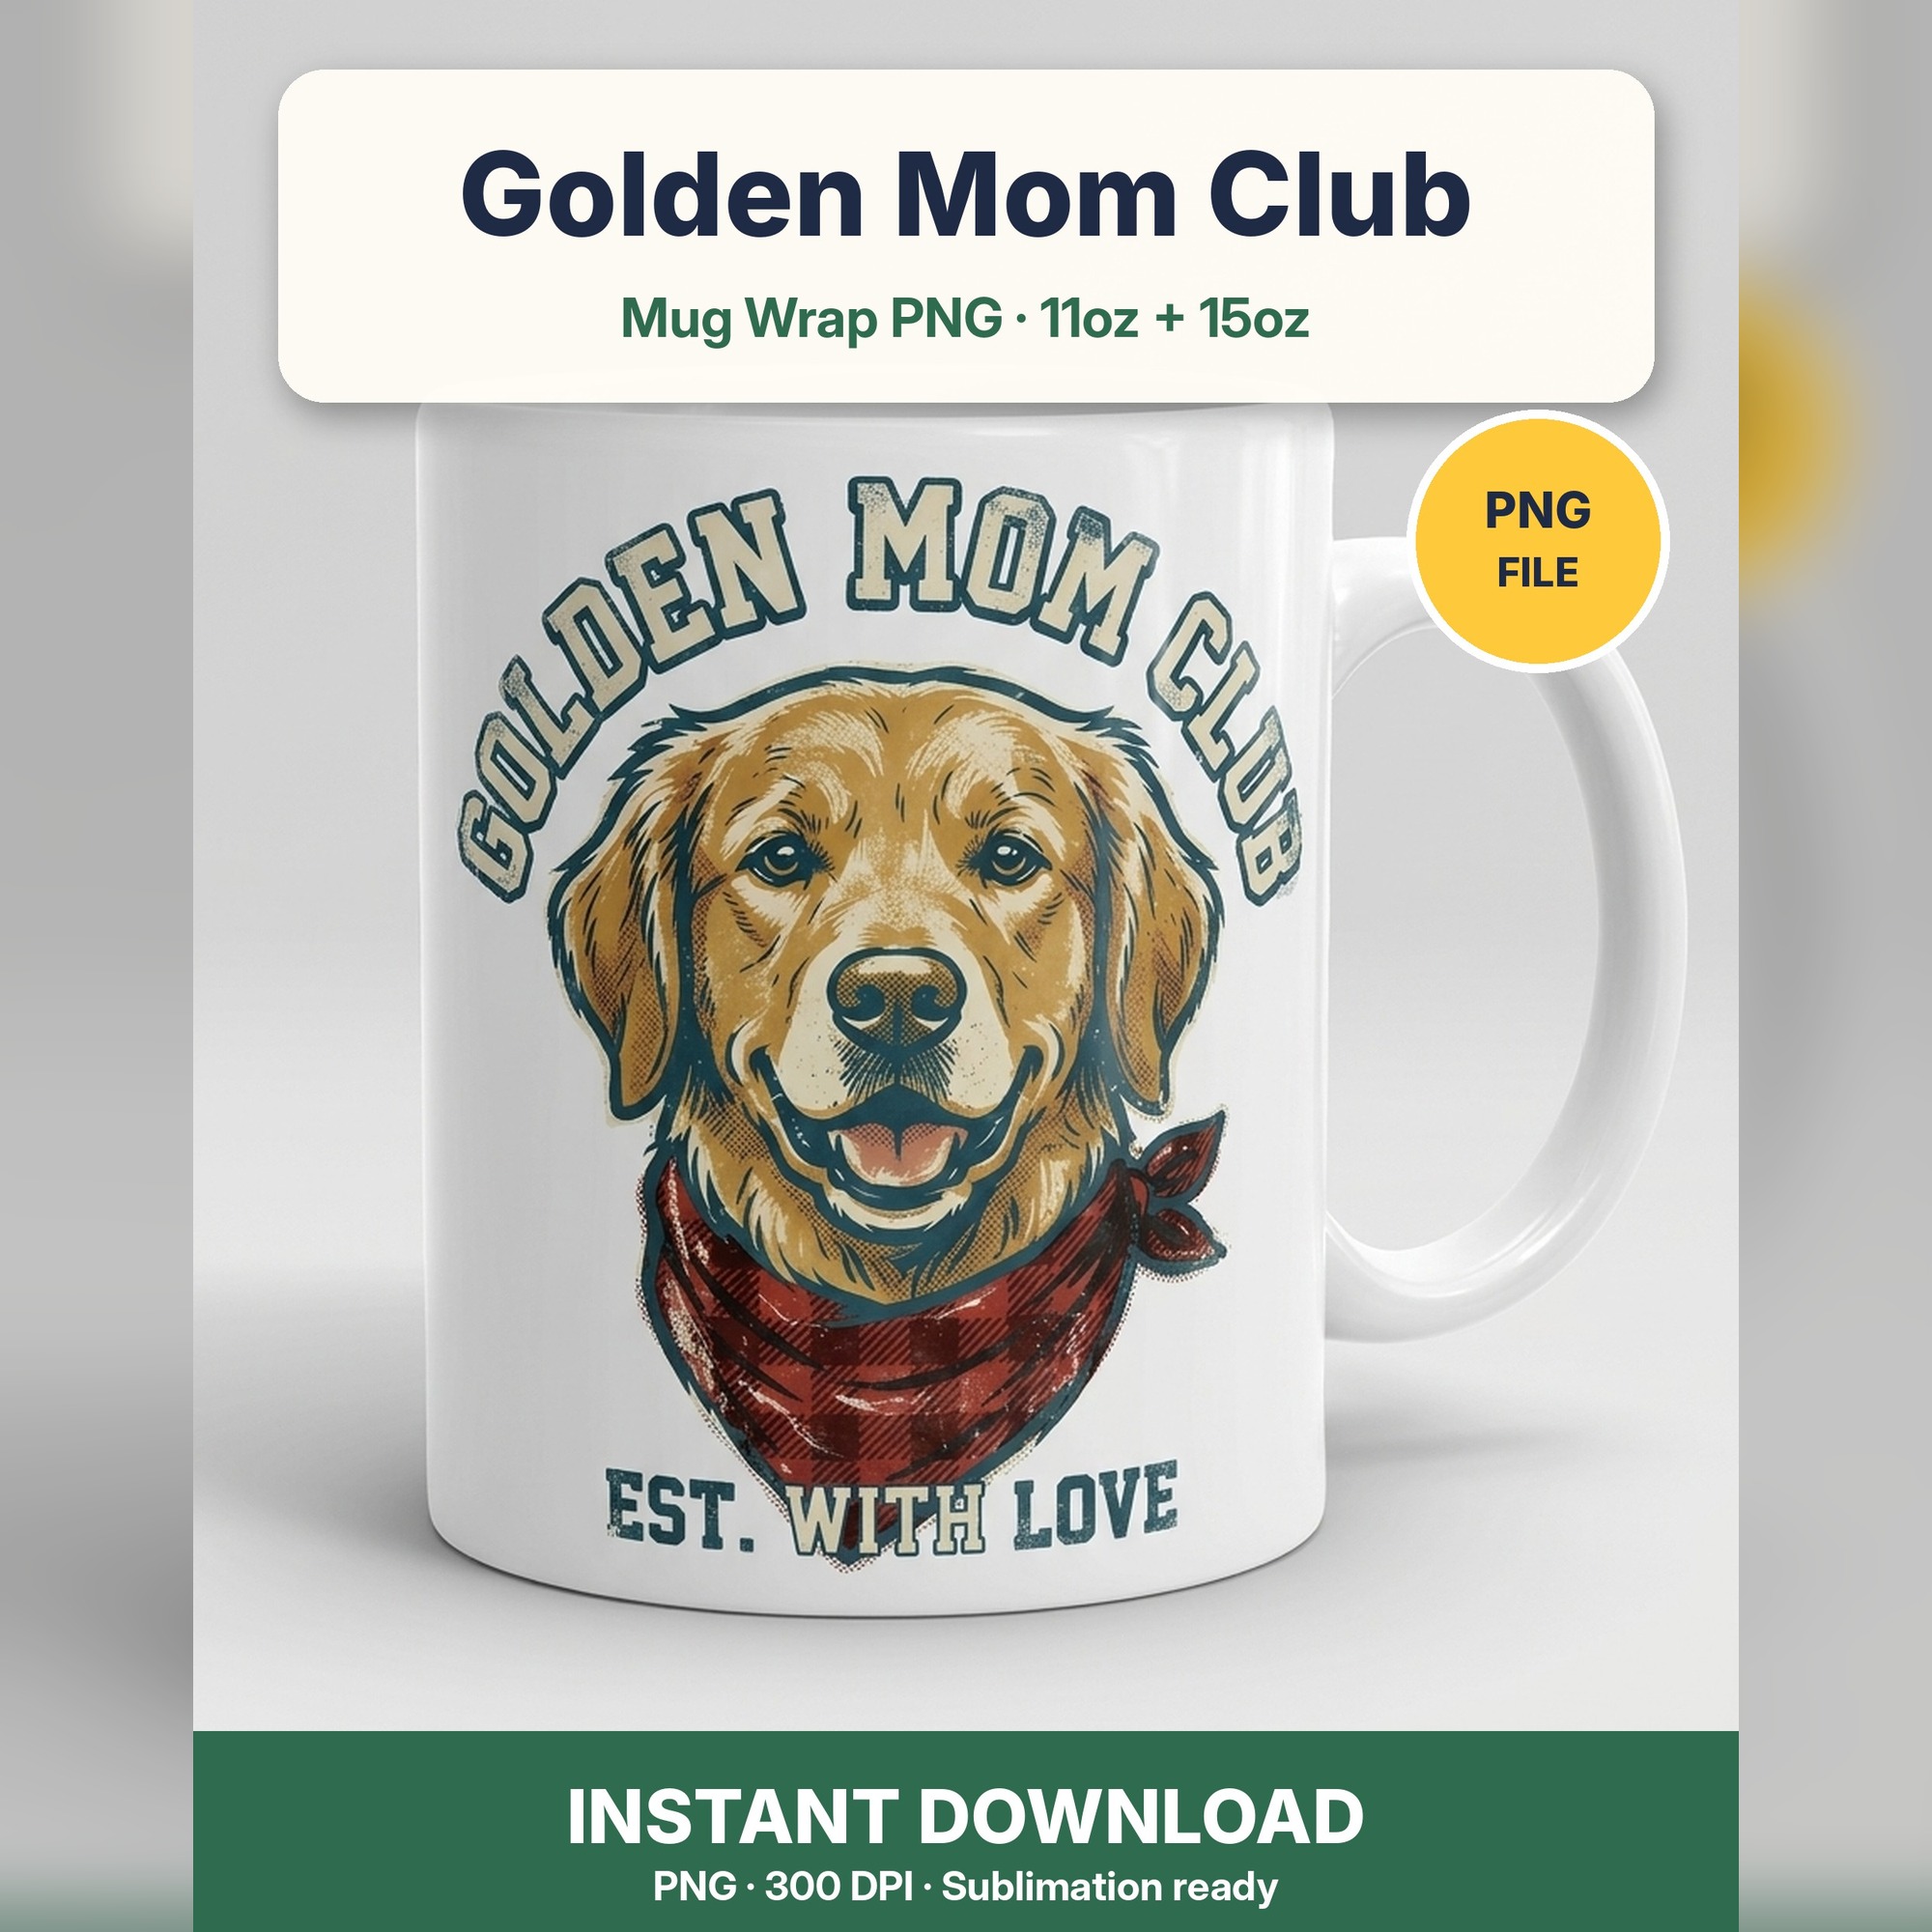 Golden Mom Club
Mug Wrap PNG · 11oz + 15oz
PNG
FILE
GOLDEN MOM CLUB
EST. WITH LOVE
INSTANT DOWNLOAD
PNG · 300 DPI · Sublimation ready